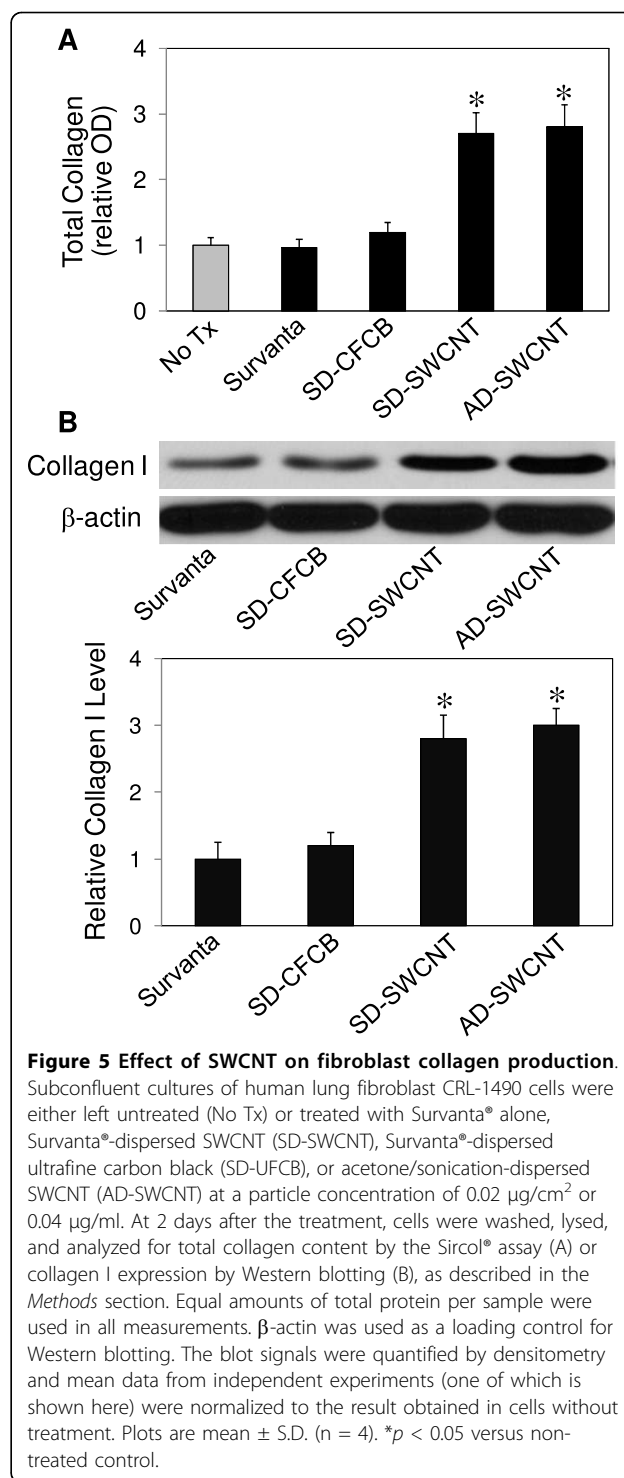 A
4
3
2
1
0
Total Collagen
(relative OD)
*
*
No Tx
Survanta
SD-CFCB
SD-SWCNT
AD-SWCNT
B
Collagen I
β-actin
Survanta
SD-CFCB
SD-SWCNT
AD-SWCNT
4
3
2
1
0
Relative Collagen I Level
*
*
Survanta
SD-CFCB
SD-SWCNT
AD-SWCNT
Figure 5 Effect of SWCNT on fibroblast collagen production.
Subconfluent cultures of human lung fibroblast CRL-1490 cells were
either left untreated (No Tx) or treated with Survanta® alone,
Survanta®-dispersed SWCNT (SD-SWCNT), Survanta®-dispersed
ultrafine carbon black (SD-UFCB), or acetone/sonication-dispersed
SWCNT (AD-SWCNT) at a particle concentration of 0.02 μg/cm² or
0.04 μg/ml. At 2 days after the treatment, cells were washed, lysed,
and analyzed for total collagen content by the Sircol® assay (A) or
collagen I expression by Western blotting (B), as described in the
Methods section. Equal amounts of total protein per sample were
used in all measurements. β-actin was used as a loading control for
Western blotting. The blot signals were quantified by densitometry
and mean data from independent experiments (one of which is
shown here) were normalized to the result obtained in cells without
treatment. Plots are mean ± S.D. (n = 4). *p < 0.05 versus non-
treated control.